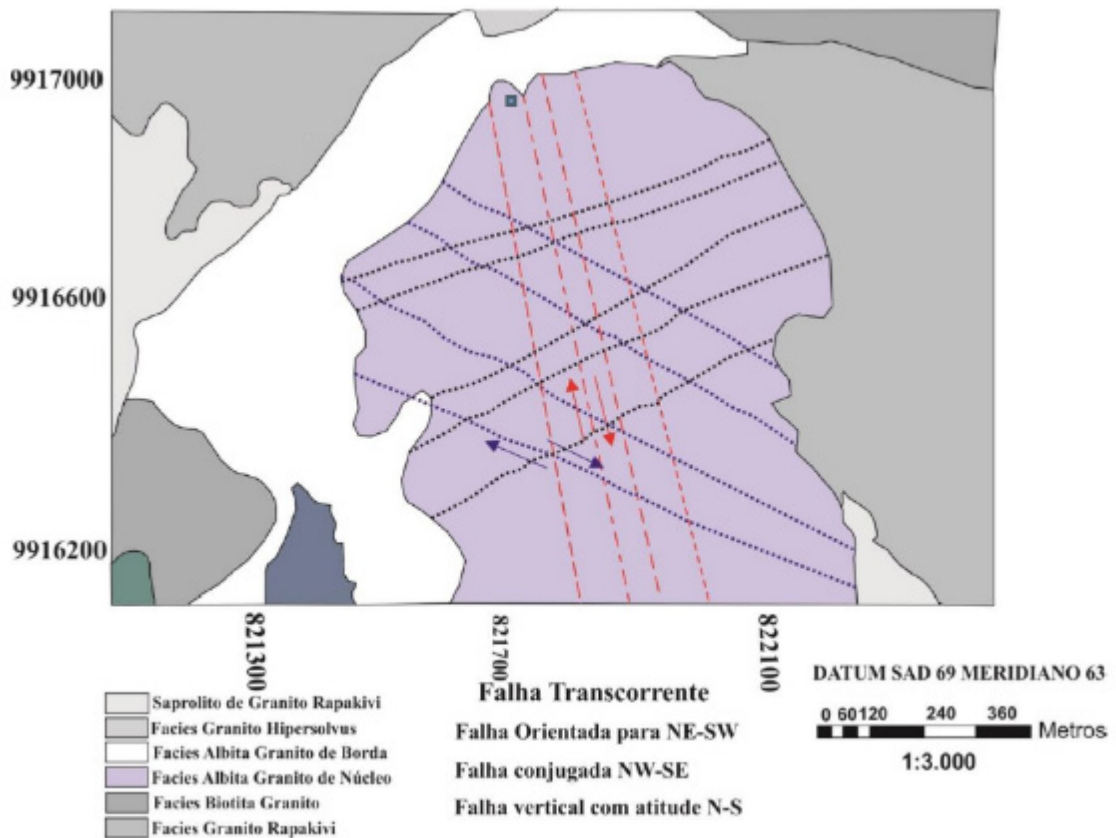 9917000
9916600
9916200
821300
821700
822100
Saprolito de Granito Rapakivi
Facies Granito Hipersolvus
Facies Albita Granito de Borda
Facies Albita Granito de Núcleo
Facies Biotita Granito
Facies Granito Rapakivi
Falha Transcorrente
Falha Orientada para NE-SW
Falha conjugada NW-SE
Falha vertical com atitude N-S
DATUM SAD 69 MERIDIANO 63
0 60 120 240 360
Metros
1:3.000